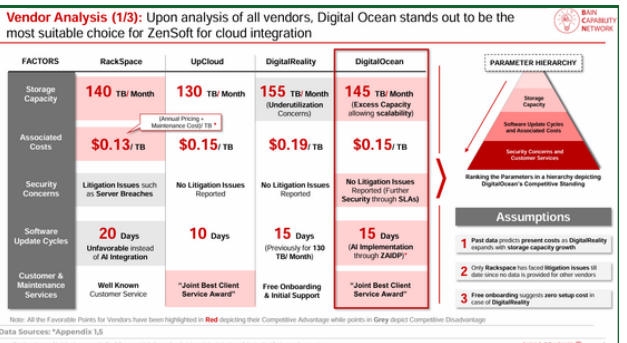 Vendor Analysis (1/3): Upon analysis of all vendors, Digital Ocean stands out to be the
most suitable choice for ZenSoft for cloud integration
BAIN
CAPABILITY
NETWORK
FACTORS
RackSpace
UpCloud
DigitalReality
DigitalOcean
Storage
Capacity
140 TB/ Month
130 TB/ Month
155 TB/ Month
(Underutilization
Concerns)
145 TB/ Month
(Excess Capacity
allowing scalability)
(Annual Pricing +
Maintenance Cost)/ TB *
Associated
Costs
$0.13/ TB
$0.15/ TB
$0.19/ TB
$0.15/ TB
Security
Concerns
Litigation Issues such
as Server Breaches
No Litigation Issues
Reported
No Litigation Issues
Reported
No Litigation Issues
Reported (Further
Security through SLAs)
Software
Update Cycles
20 Days
Unfavorable instead
of AI Integration
10 Days
15 Days
(Previously for 130
TB/ Month)
15 Days
(AI Implementation
through ZAIDP)*
Customer &
Maintenance
Services
Well Known
Customer Service
"Joint Best Client
Service Award"
Free Onboarding
& Initial Support
"Joint Best Client
Service Award"
PARAMETER HIERARCHY
Storage
Capacity
Software Update Cycles
and Associated Costs
Security Concerns and
Customer Services
Ranking the Parameters in a hierarchy depicting
DigitalOcean's Competitive Standing
Assumptions
1 Past data predicts present costs as DigitalReality
expands with storage capacity growth
2 Only Rackspace has faced litigation issues till
date since no data is provided for other vendors
3 Free onboarding suggests zero setup cost in
case of DigitalReality
Note: All the Favorable Points for Vendors have been highlighted in Red depicting their Competitive Advantage while points in Grey depict Competitive Disadvantage
Data Sources: *Appendix 1,5